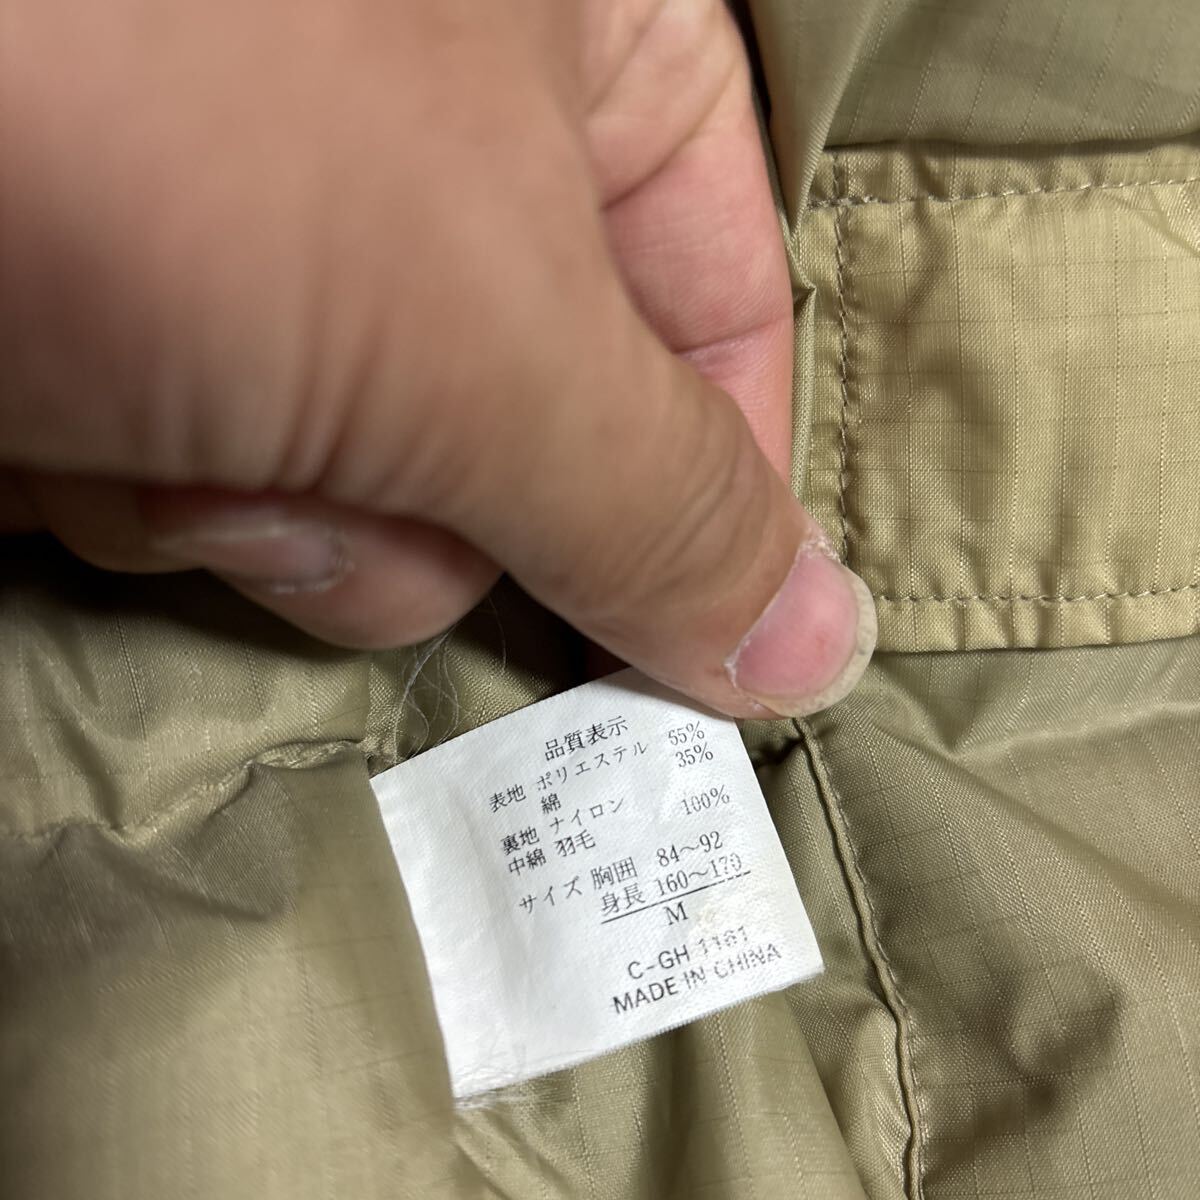 品質表示
表地 ポリエステル 65%
綿 35%
裏地 ナイロン 100%
中綿 羽毛
サイズ 胸囲 84〜92
身長 160〜170
M
C-GH 1161
MADE IN CHINA